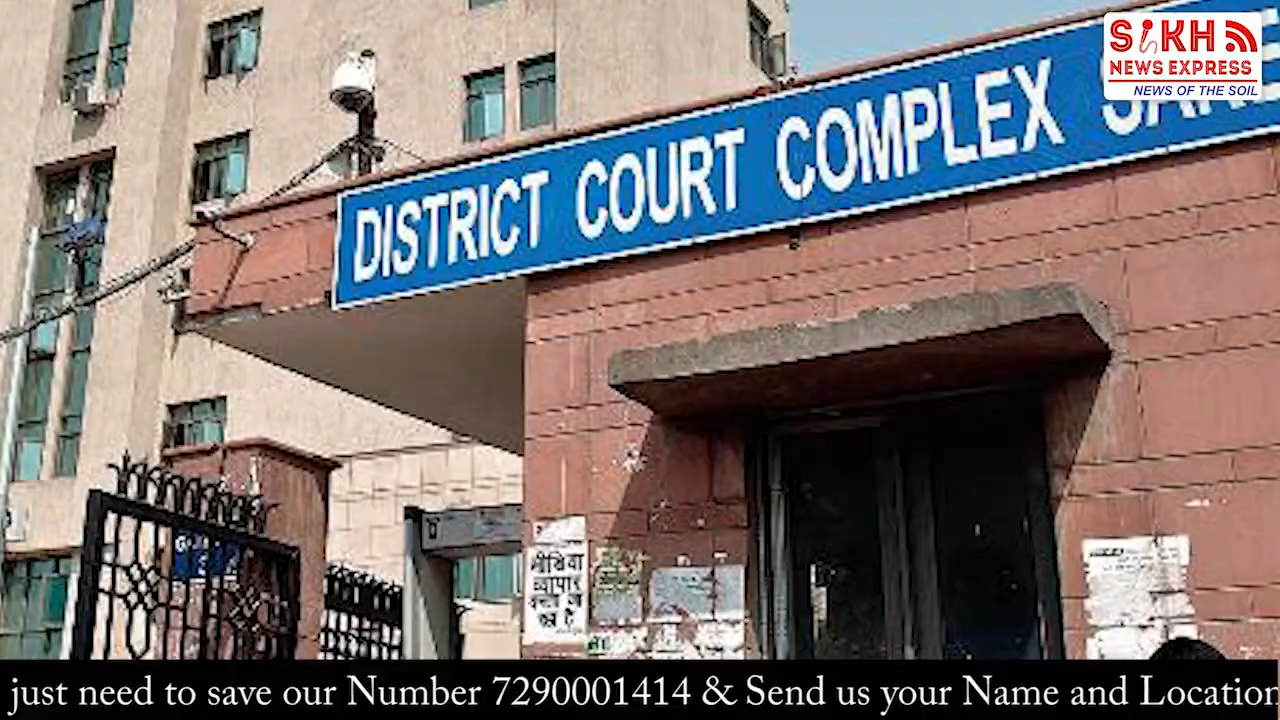 SIKH
NEWS EXPRESS
NEWS OF THE SOIL
DISTRICT COURT COMPLEX
व्यापार
just need to save our Number 7290001414 & Send us your Name and Location